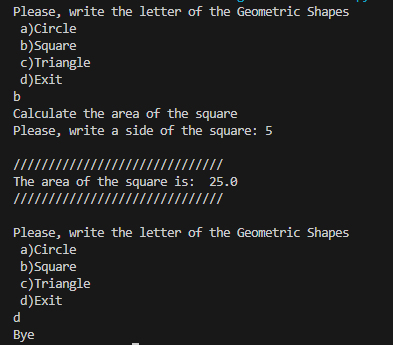 Please, write the letter of the Geometric Shapes
a)Circle
b)Square
c)Triangle
d)Exit
b
Calculate the area of the square
Please, write a side of the square: 5
//////////////////////////////
The area of the square is:  25.0
//////////////////////////////
Please, write the letter of the Geometric Shapes
a)Circle
b)Square
c)Triangle
d)Exit
d
Bye